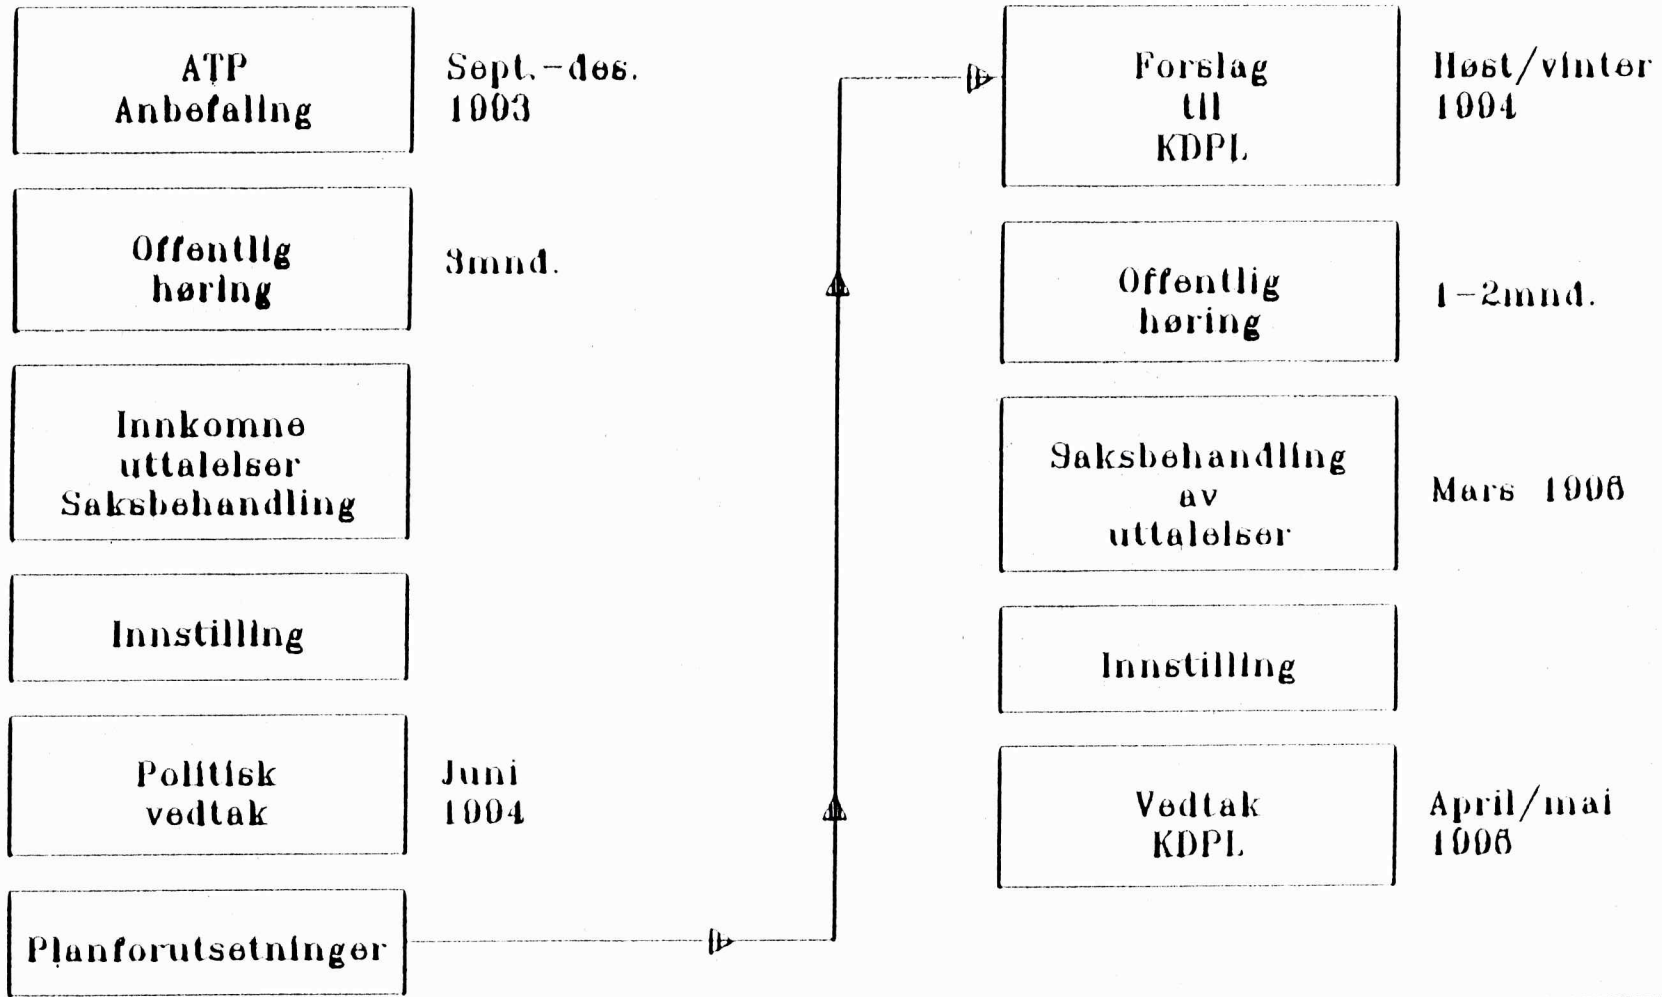 ATP
Anbefaling
Sept.-des.
1993
Offentlig
høring
3mnd.
Innkomne
uttalelser
Saksbehandling
Innstilling
Politisk
vedtak
Juni
1994
Planforutsetninger
Forslag
til
KDPL
Høst/vinter
1994
Offentlig
høring
1-2mnd.
Saksbehandling
av
uttalelser
Mars 1995
Innstilling
Vedtak
KDPL
April/mai
1995